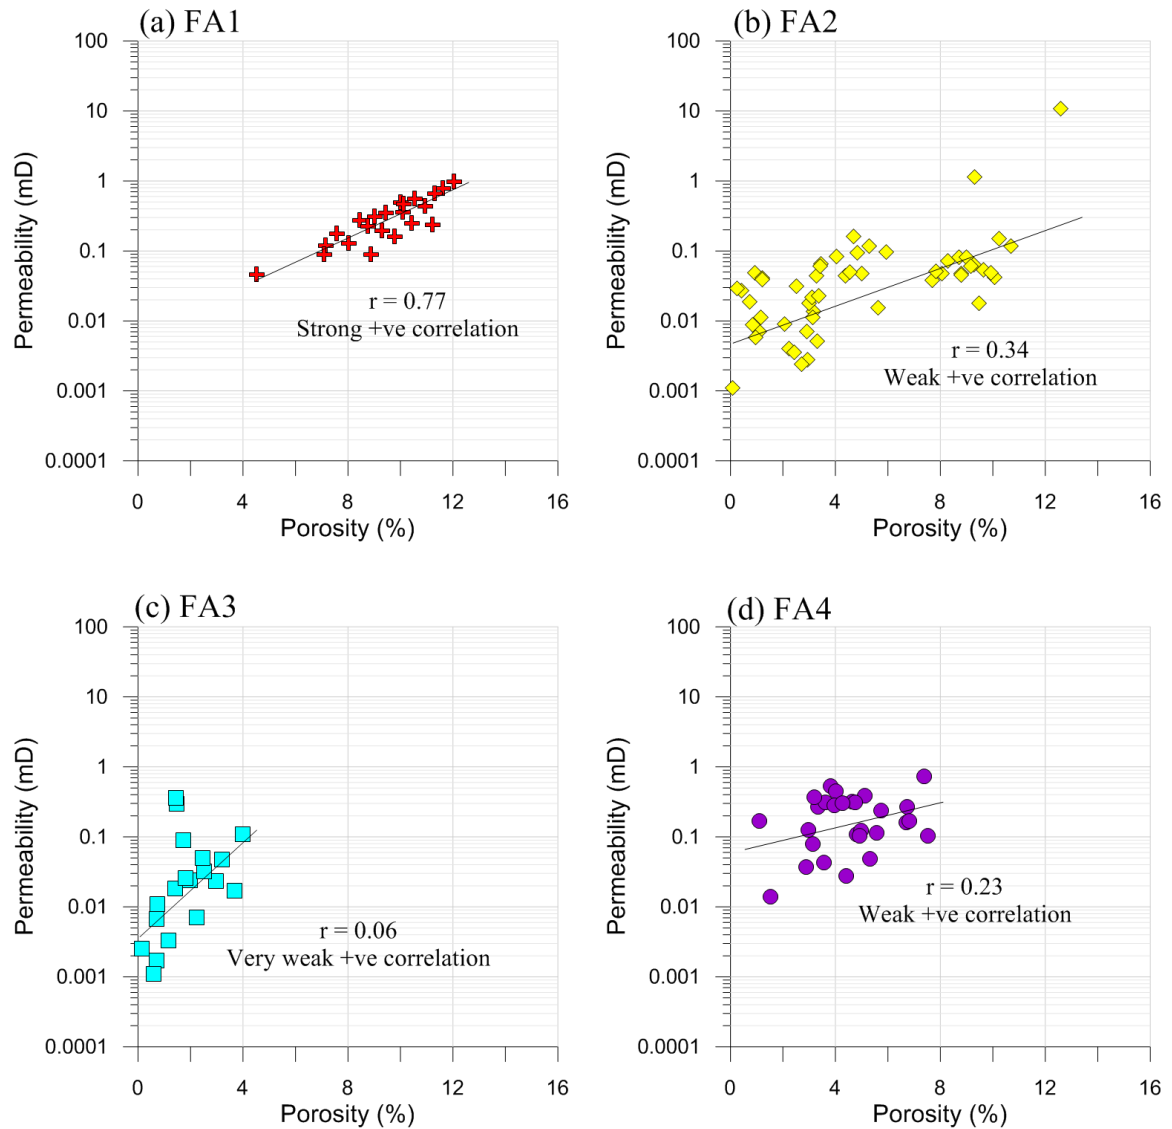 (a) FA1
100
10
1
0.1
0.01
0.001
0.0001
Permeability (mD)
r = 0.77
Strong +ve correlation
0 4 8 12 16
Porosity (%)
(b) FA2
100
10
1
0.1
0.01
0.001
0.0001
Permeability (mD)
r = 0.34
Weak +ve correlation
0 4 8 12 16
Porosity (%)
(c) FA3
100
10
1
0.1
0.01
0.001
0.0001
Permeability (mD)
r = 0.06
Very weak +ve correlation
0 4 8 12 16
Porosity (%)
(d) FA4
100
10
1
0.1
0.01
0.001
0.0001
Permeability (mD)
r = 0.23
Weak +ve correlation
0 4 8 12 16
Porosity (%)